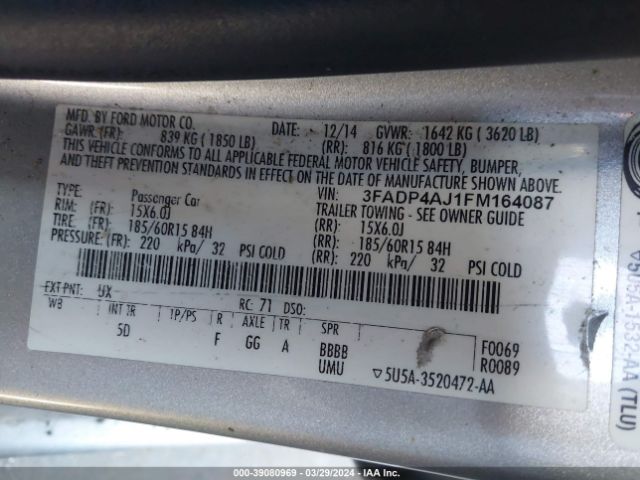 MFD. BY FORD MOTOR CO.
DATE: 12/14 GVWR: 1642 KG ( 3620 LB)
GAWR (FR): 839 KG ( 1850 LB) (RR): 816 KG ( 1800 LB)
THIS VEHICLE CONFORMS TO ALL APPLICABLE FEDERAL MOTOR VEHICLE SAFETY, BUMPER,
AND THEFT PREVENTION STANDARDS IN EFFECT ON THE DATE OF MANUFACTURE SHOWN ABOVE.
VIN: 3FADP4AJ1FM164087
TYPE: Passenger Car TRAILER TOWING - SEE OWNER GUIDE
RIM: (FR): 15X6.0J (RR): 15X6.0J
TIRE: (FR): 185/60R15 84H (RR): 185/60R15 84H
PRESSURE: (FR): 220 kPa/ 32 PSI COLD (RR): 220 kPa/ 32 PSI COLD
EXT PNT: UX RC: 71 DSO:
WB INT TR TP/PS R AXLE TR SPR
5D F GG A BBBB F0069
UMU R0089
▽5U5A-3520472-AA
(TLU)
000-39080969 — 03/29/2024 — IAA Inc.